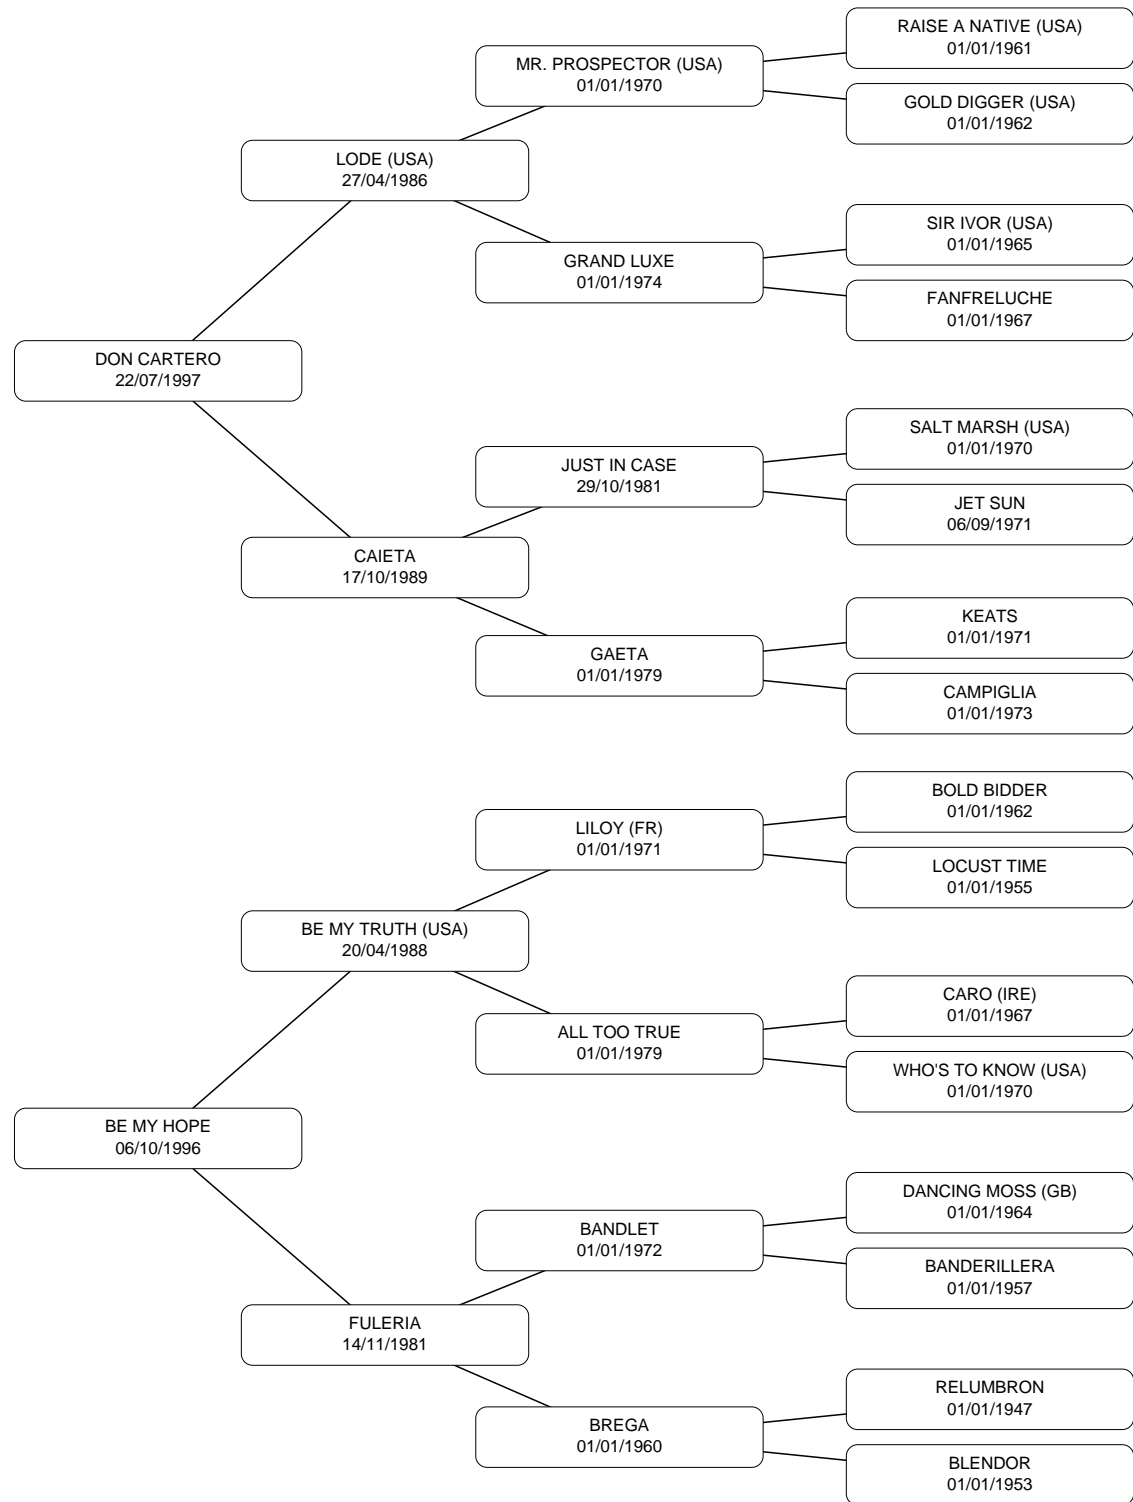 RAISE A NATIVE (USA)
01/01/1961
MR. PROSPECTOR (USA)
01/01/1970
GOLD DIGGER (USA)
01/01/1962
LODE (USA)
27/04/1986
SIR IVOR (USA)
01/01/1965
GRAND LUXE
01/01/1974
FANFRELUCHE
01/01/1967
DON CARTERO
22/07/1997
SALT MARSH (USA)
01/01/1970
JUST IN CASE
29/10/1981
JET SUN
06/09/1971
CAIETA
17/10/1989
KEATS
01/01/1971
GAETA
01/01/1979
CAMPIGLIA
01/01/1973
BOLD BIDDER
01/01/1962
LILOY (FR)
01/01/1971
LOCUST TIME
01/01/1955
BE MY TRUTH (USA)
20/04/1988
CARO (IRE)
01/01/1967
ALL TOO TRUE
01/01/1979
WHO'S TO KNOW (USA)
01/01/1970
BE MY HOPE
06/10/1996
DANCING MOSS (GB)
01/01/1964
BANDLET
01/01/1972
BANDERILLERA
01/01/1957
FULERIA
14/11/1981
RELUMBRON
01/01/1947
BREGA
01/01/1960
BLENDOR
01/01/1953